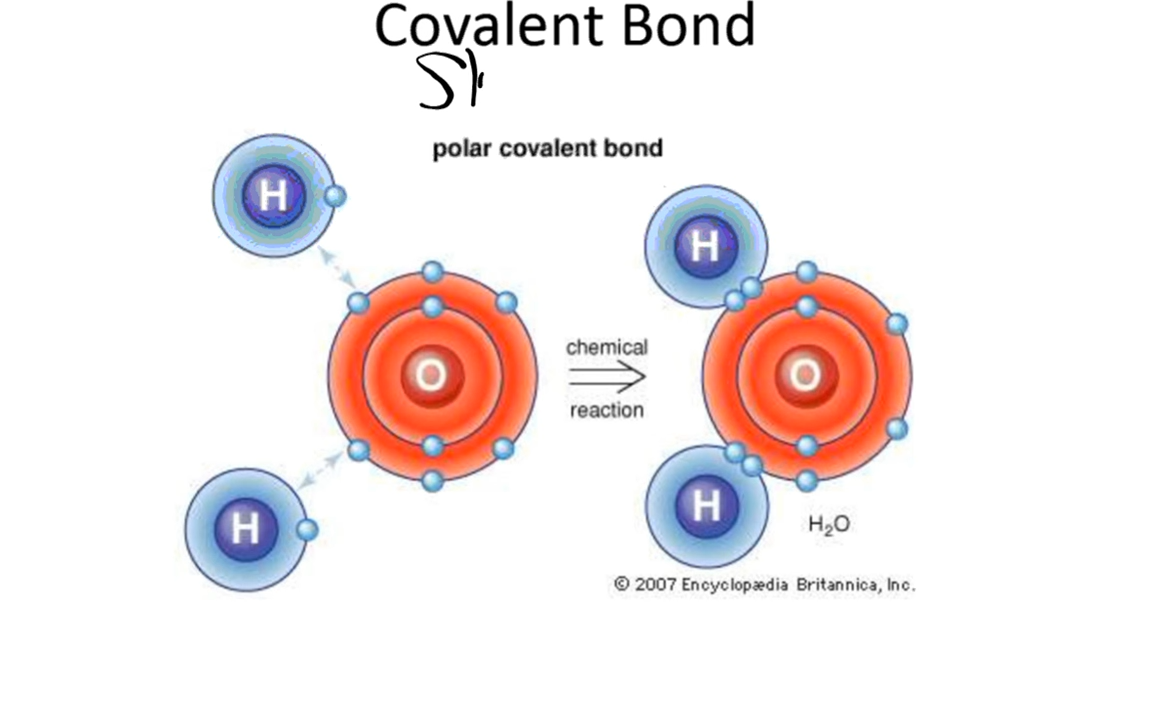 Covalent Bond
polar covalent bond
H
H
O
chemical
reaction
O
H
H
H₂O
© 2007 Encyclopædia Britannica, Inc.